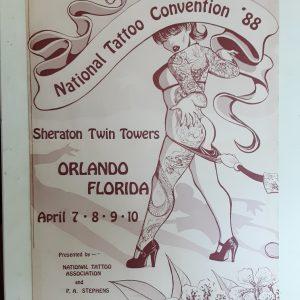 National Tattoo Convention '88
Sheraton Twin Towers
ORLANDO
FLORIDA
April 7 • 8 • 9 • 10
Presented by — -
NATIONAL TATTOO
ASSOCIATION
and
P. A. STEPHENS